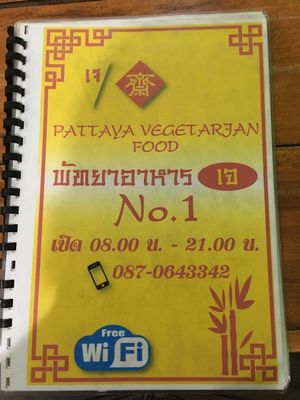 เจ / 齋
PATTAYA VEGETARIAN
FOOD
พัทยาอาหาร เจ
No.1
เปิด 08.00 น. - 21.00 น.
087-0643342
Free
Wi Fi